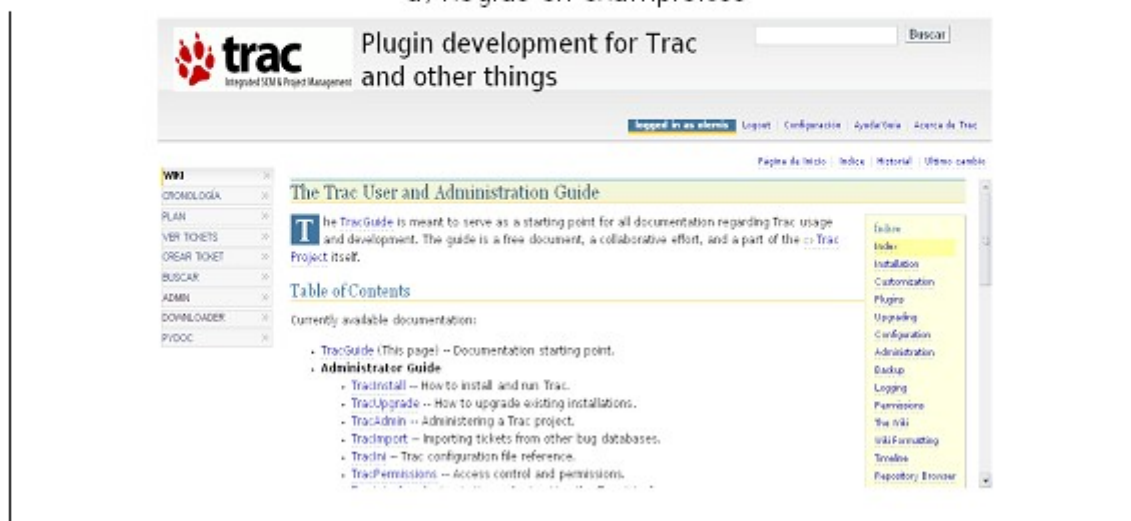 trac
Integrated SCM & Project Management
Plugin development for Trac
and other things
Buscar
logged in as olemis Logout Configuración Ayuda/Guía Acerca de Trac
Página de Inicio Índice Historial Último cambio
WIKI
CRONOLOGÍA
PLAN
VER TICKETS
CREAR TICKET
BUSCAR
ADMIN
DOWNLOADER
PYDOC
The Trac User and Administration Guide
The TracGuide is meant to serve as a starting point for all documentation regarding Trac usage
and development. The guide is a free document, a collaborative effort, and a part of the Trac
Project itself.
Table of Contents
Currently available documentation:
TracGuide (This page) -- Documentation starting point.
Administrator Guide
TracInstall -- How to install and run Trac.
TracUpgrade -- How to upgrade existing installations.
TracAdmin -- Administering a Trac project.
TracImport -- Importing tickets from other bug databases.
TracIni -- Trac configuration file reference.
TracPermissions -- Access control and permissions.
Index
Installation
Customization
Plugins
Upgrading
Configuration
Administration
Backup
Logging
Permissions
The Wiki
Wiki Formatting
Timeline
Repository Browser